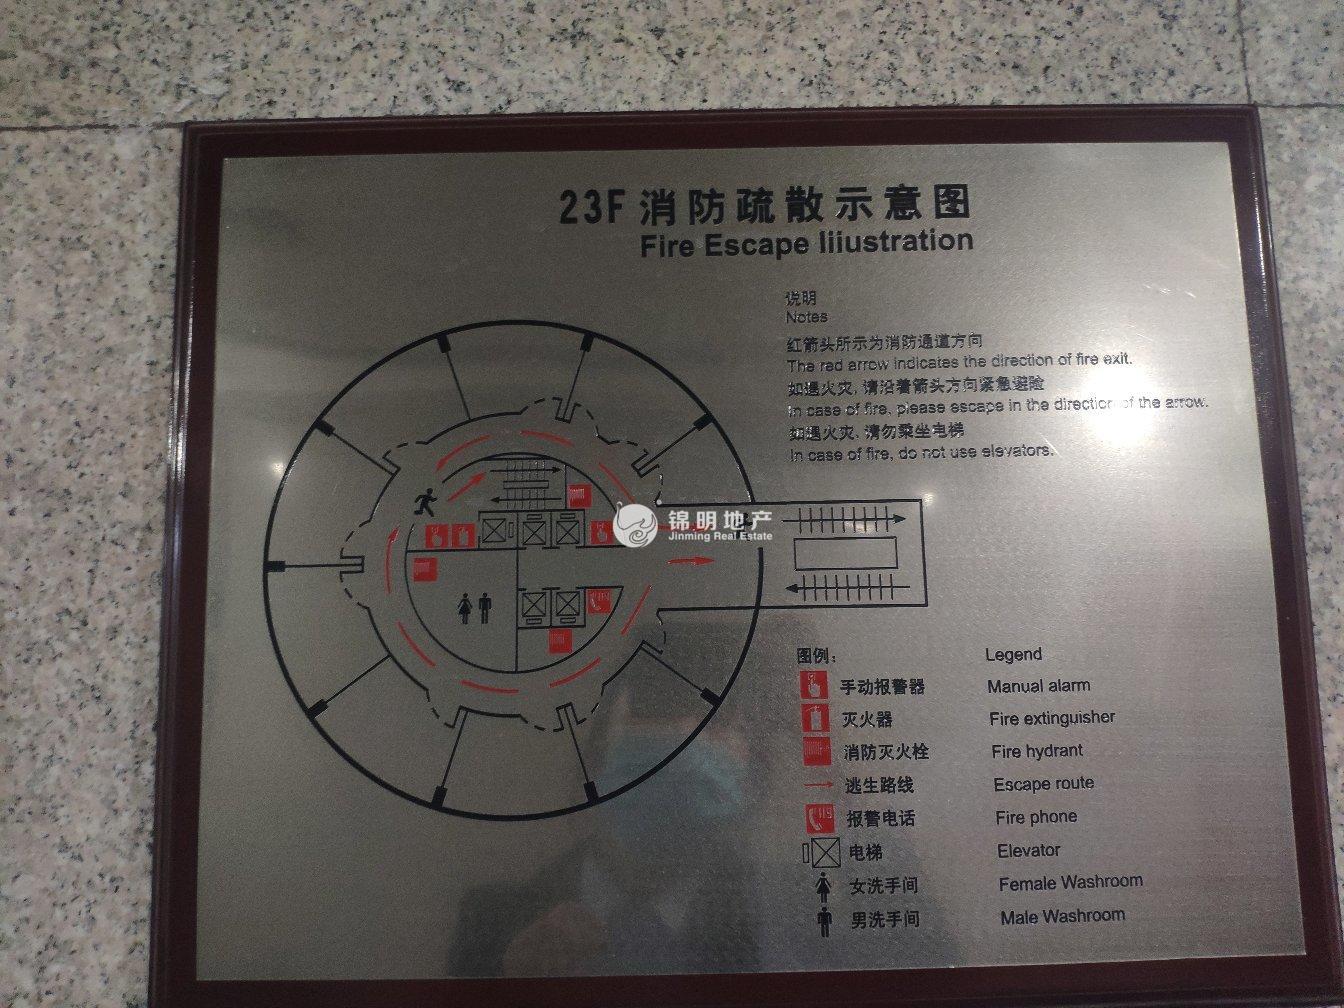 23F 消防疏散示意图
Fire Escape Iiiustration
说明
Notes
红箭头所示为消防通道方向
The rad arrow indicates the direction of fire exit.
如遇火灾, 请沿着箭头方向紧急避险
In case of fire, please escape in the direction of the arrow.
如遇火灾, 请勿乘坐电梯
In case of fire, do not use elevators.
锦明地产
Jinming Real Estate
图例: Legend
手动报警器 Manual alarm
灭火器 Fire extinguisher
消防灭火栓 Fire hydrant
逃生路线 Escape route
119 报警电话 Fire phone
电梯 Elevator
女洗手间 Female Washroom
男洗手间 Male Washroom